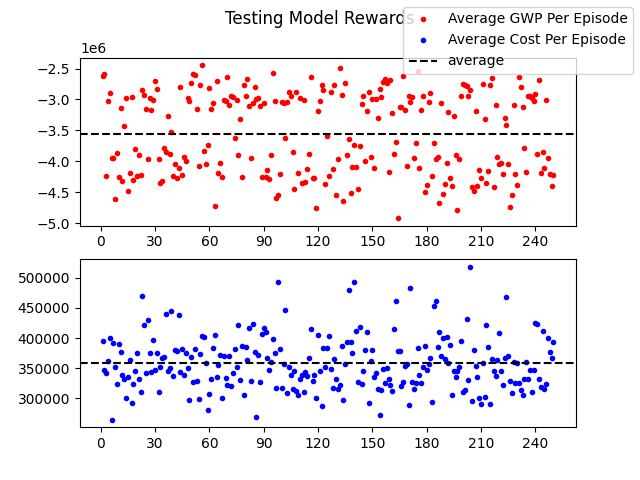 Testing Model Rewards
Average GWP Per Episode
Average Cost Per Episode
average
1e6
−2.5
−3.0
−3.5
−4.0
−4.5
−5.0
0 30 60 90 120 150 180 210 240
500000
450000
400000
350000
300000
0 30 60 90 120 150 180 210 240